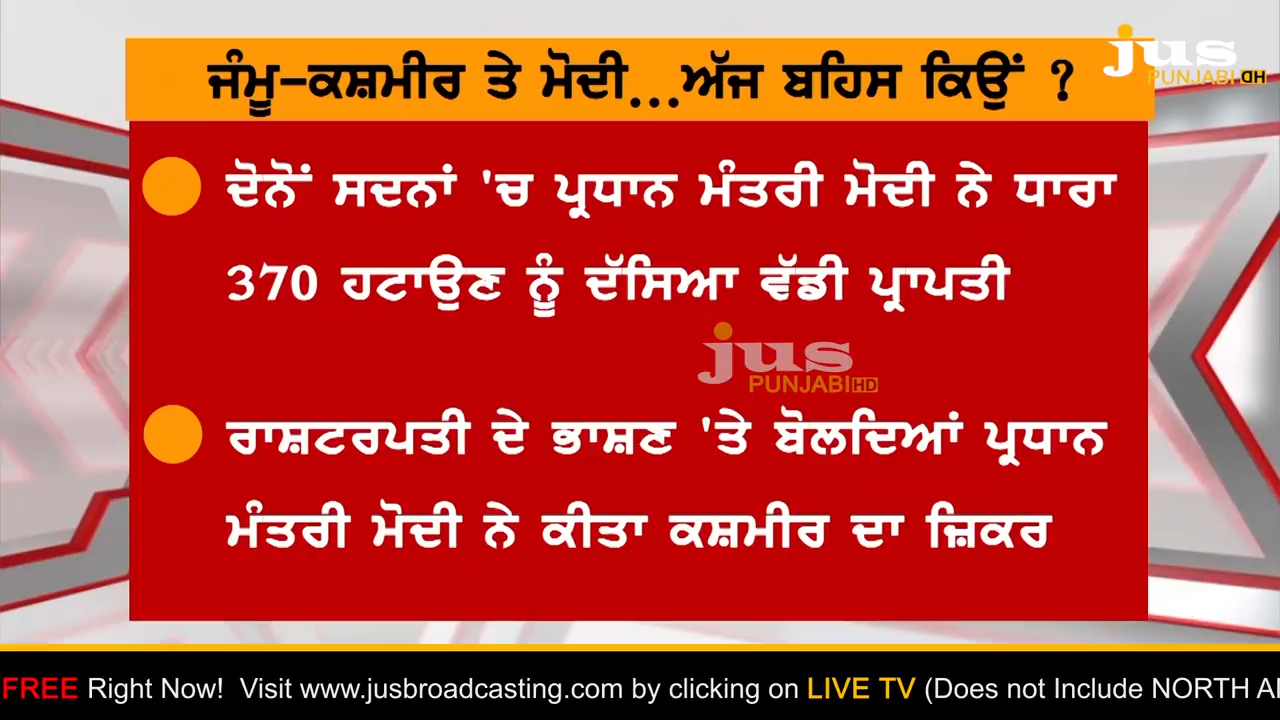 ਜੰਮੂ-ਕਸ਼ਮੀਰ ਤੇ ਮੋਦੀ...ਅੱਜ ਬਹਿਸ ਕਿਉਂ ?
jus
PUNJABI HD
ਦੋਨੋਂ ਸਦਨਾਂ 'ਚ ਪ੍ਰਧਾਨ ਮੰਤਰੀ ਮੋਦੀ ਨੇ ਧਾਰਾ
370 ਹਟਾਉਣ ਨੂੰ ਦੱਸਿਆ ਵੱਡੀ ਪ੍ਰਾਪਤੀ
jus
PUNJABI HD
ਰਾਸ਼ਟਰਪਤੀ ਦੇ ਭਾਸ਼ਣ 'ਤੇ ਬੋਲਦਿਆਂ ਪ੍ਰਧਾਨ
ਮੰਤਰੀ ਮੋਦੀ ਨੇ ਕੀਤਾ ਕਸ਼ਮੀਰ ਦਾ ਜ਼ਿਕਰ
FREE Right Now! Visit www.jusbroadcasting.com by clicking on LIVE TV (Does not Include NORTH